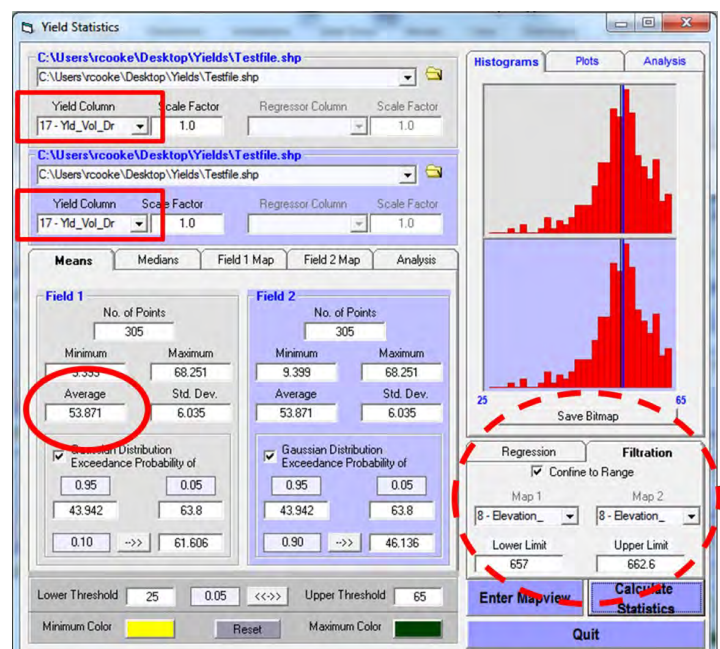 Yield Statistics
C:\Users\rcooke\Desktop\Yields\Testfile.shp
C:\Users\rcooke\Desktop\Yields\Testfile.shp
Yield Column Scale Factor Regressor Column Scale Factor
17 - Yld_Vol_Dr 1.0 1.0
C:\Users\rcooke\Desktop\Yields\Testfile.shp
C:\Users\rcooke\Desktop\Yields\Testfile.shp
Yield Column Scale Factor Regressor Column Scale Factor
17 - Yld_Vol_Dr 1.0 1.0
Means Medians Field 1 Map Field 2 Map Analysis
Field 1
No. of Points
305
Minimum Maximum
9.399 68.251
Average Std. Dev.
53.871 6.035
Gaussian Distribution
Exceedance Probability of
0.95 0.05
43.942 63.8
0.10 -->> 61.606
Field 2
No. of Points
305
Minimum Maximum
9.399 68.251
Average Std. Dev.
53.871 6.035
Gaussian Distribution
Exceedance Probability of
0.95 0.05
43.942 63.8
0.90 -->> 46.136
Lower Threshold 25 0.05 <<->> Upper Threshold 65
Minimum Color Reset Maximum Color
Histograms Plots Analysis
25 65
Save Bitmap
Regression Filtration
Confine to Range
Map 1 Map 2
8 - Elevation_ 8 - Elevation_
Lower Limit Upper Limit
657 662.6
Enter Mapview Calculate
Statistics
Quit